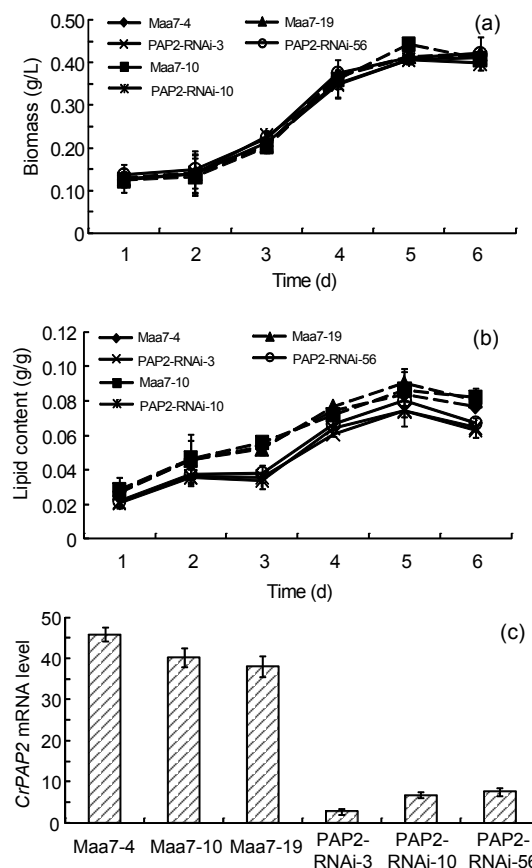 (a)
Maa7-4 Maa7-19
PAP2-RNAi-3 PAP2-RNAi-56
Maa7-10
PAP2-RNAi-10
Biomass (g/L)
0.50
0.40
0.30
0.20
0.10
0
1 2 3 4 5 6
Time (d)
(b)
0.12
Maa7-4 Maa7-19
PAP2-RNAi-3 PAP2-RNAi-56
Maa7-10
PAP2-RNAi-10
Lipid content (g/g)
0.10
0.08
0.06
0.04
0.02
0
1 2 3 4 5 6
Time (d)
(c)
CrPAP2 mRNA level
50
40
30
20
10
0
Maa7-4 Maa7-10 Maa7-19 PAP2- PAP2- PAP2-
RNAi-3 RNAi-10 RNAi-56